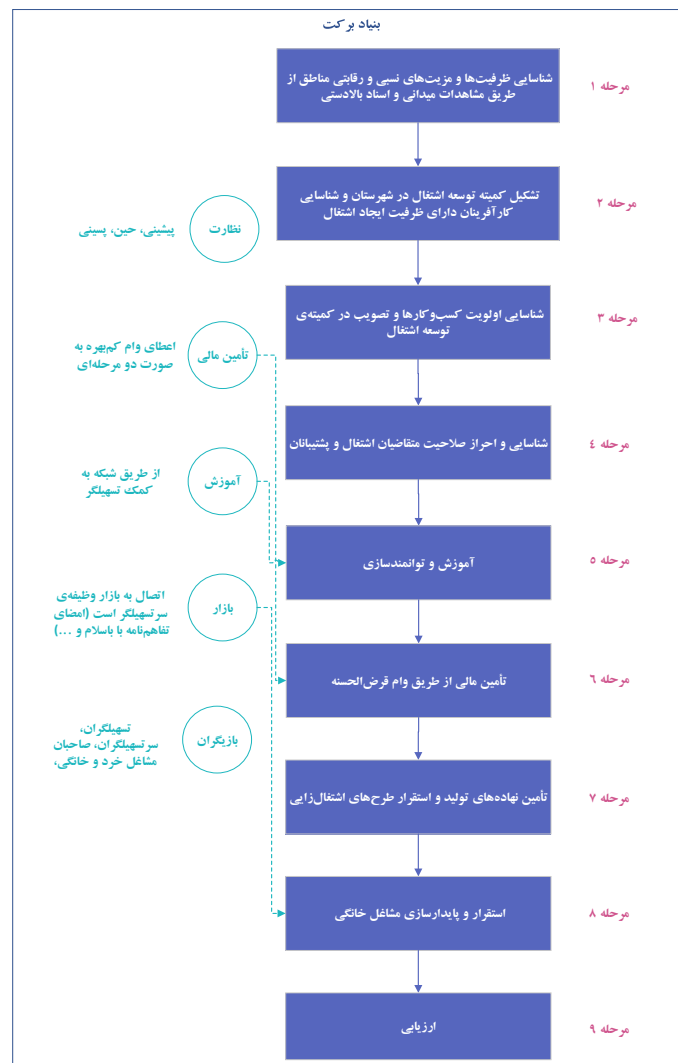 بنیاد برکت
مرحله ۱
شناسایی ظرفیت‌ها و مزیت‌های نسبی و رقابتی مناطق از
طریق مشاهدات میدانی و اسناد بالادستی
مرحله ۲
تشکیل کمیته توسعه اشتغال در شهرستان و شناسایی
کارآفرینان دارای ظرفیت ایجاد اشتغال
نظارت
پیشینی، حین، پسینی
مرحله ۳
شناسایی اولویت کسب‌وکارها و تصویب در کمیته‌ی
توسعه اشتغال
تأمین مالی
اعطای وام کم‌بهره به
صورت دو مرحله‌ای
مرحله ٤
شناسایی و احراز صلاحیت متقاضیان اشتغال و پشتیبانان
آموزش
از طریق شبکه به
کمک تسهیلگر
مرحله ٥
آموزش و توانمندسازی
بازار
اتصال به بازار وظیفه‌ی
سرتسهیلگر است (امضای
تفاهم‌نامه با باسلام و ...)
مرحله ٦
تأمین مالی از طریق وام قرض‌الحسنه
بازیگران
تسهیلگران،
سرتسهیلگران، صاحبان
مشاغل خرد و خانگی،
مرحله ۷
تأمین نهاده‌های تولید و استقرار طرح‌های اشتغال‌زایی
مرحله ۸
استقرار و پایدارسازی مشاغل خانگی
مرحله ۹
ارزیابی